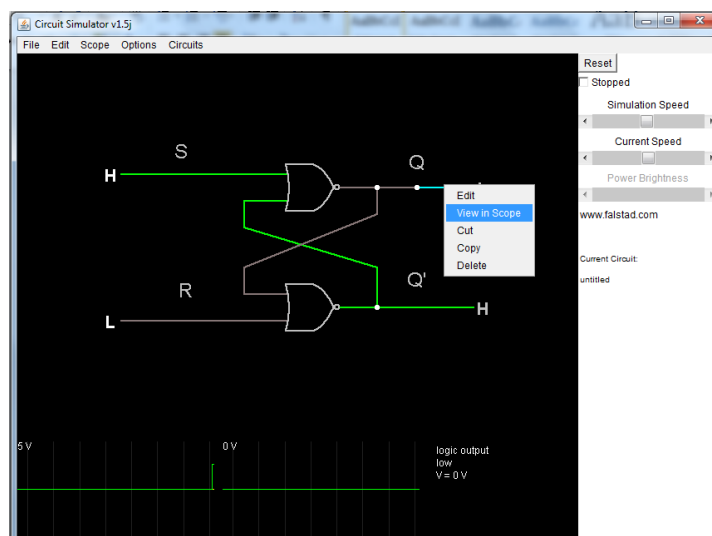 Circuit Simulator v1.5j
File Edit Scope Options Circuits
Reset
Stopped
Simulation Speed
Current Speed
Power Brightness
www.falstad.com
Current Circuit:
untitled
S
H
Q
Edit
View in Scope
Cut
Copy
Delete
R
L
Q'
H
5 V
0 V
logic output
low
V = 0 V